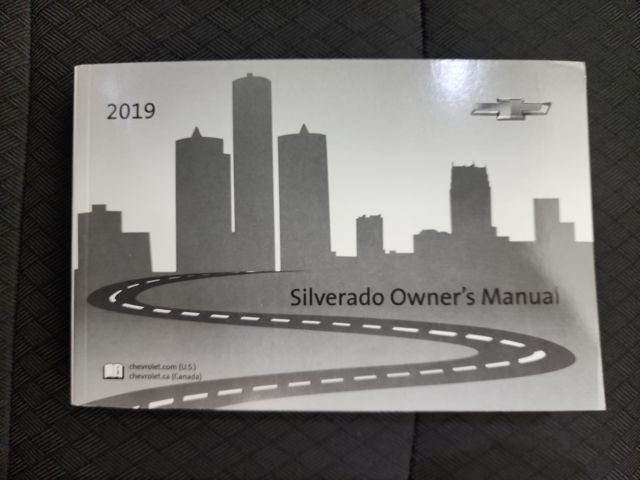 2019
Silverado Owner's Manual
chevrolet.com (U.S.)
chevrolet.ca (Canada)